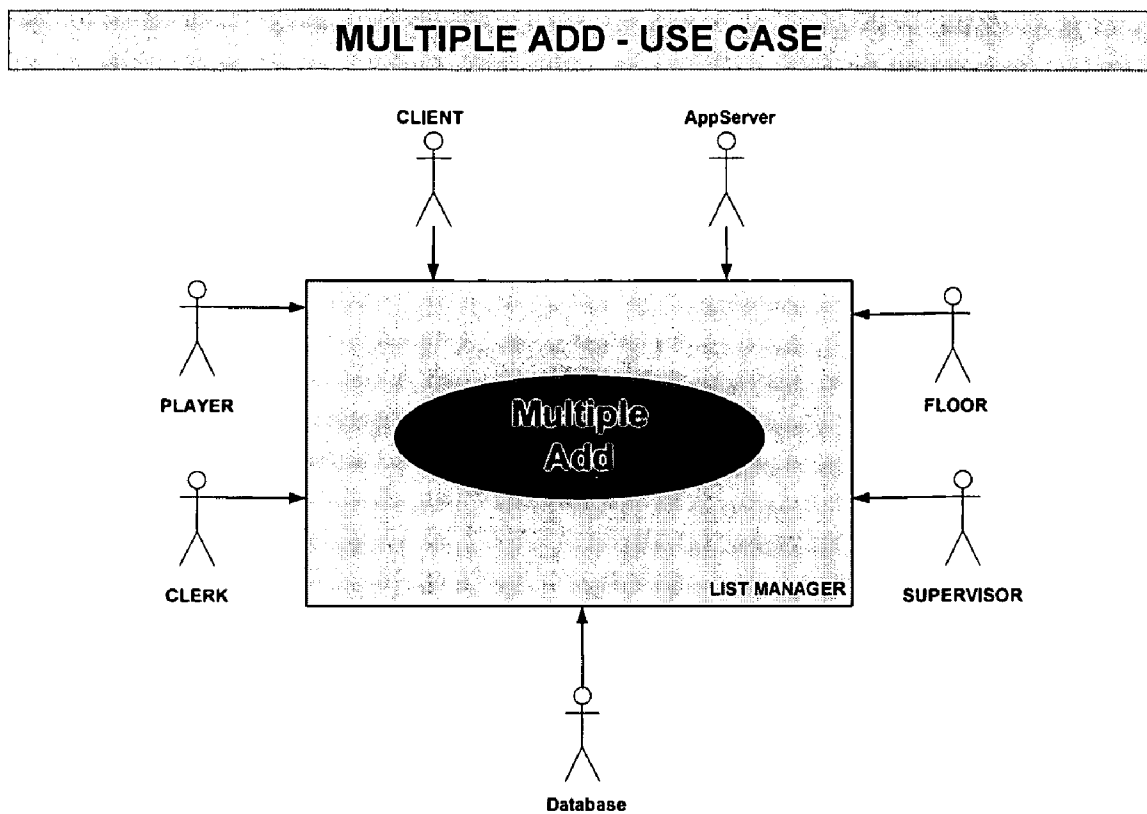 MULTIPLE ADD - USE CASE
CLIENT
AppServer
PLAYER
FLOOR
Multiple
Add
CLERK
LIST MANAGER
SUPERVISOR
Database